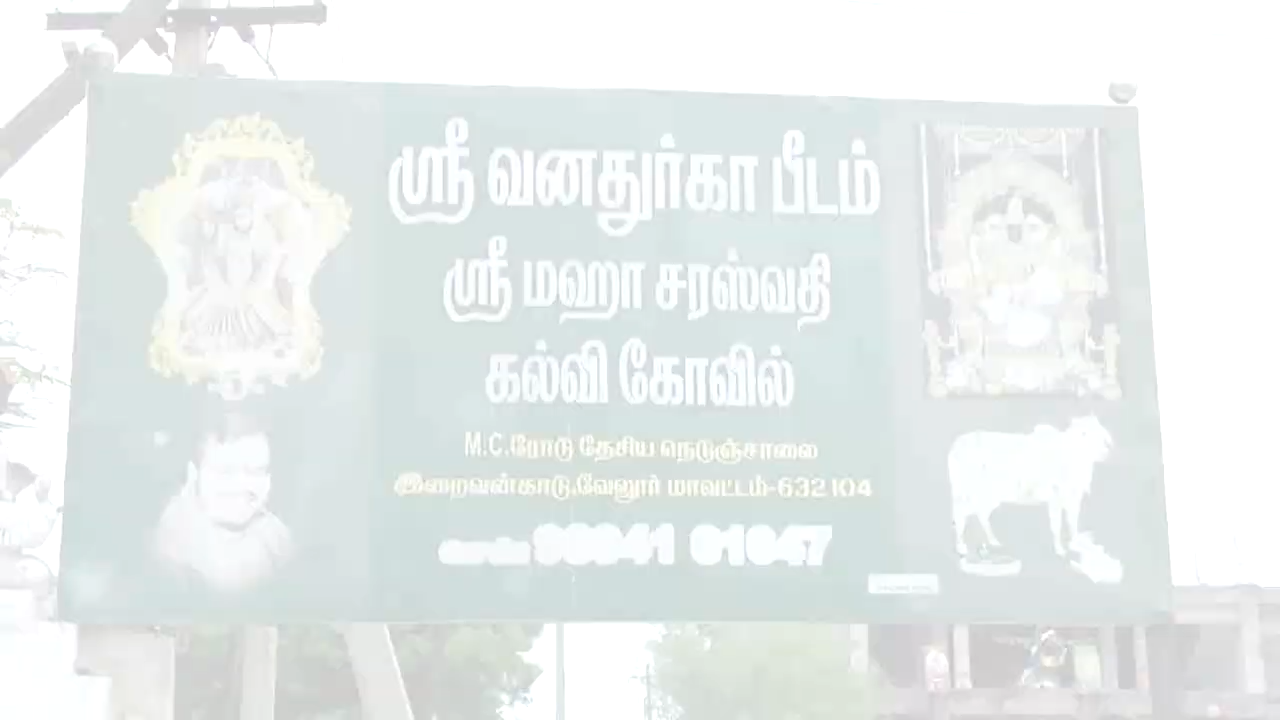 ஸ்ரீ வனதுர்கா பீடம்
ஸ்ரீ மஹா சரஸ்வதி
கல்வி கோவில்
M.C.ரோடு தேசிய நெடுஞ்சாலை
இறைவன்காடு,வேலூர் மாவட்டம்-632 104